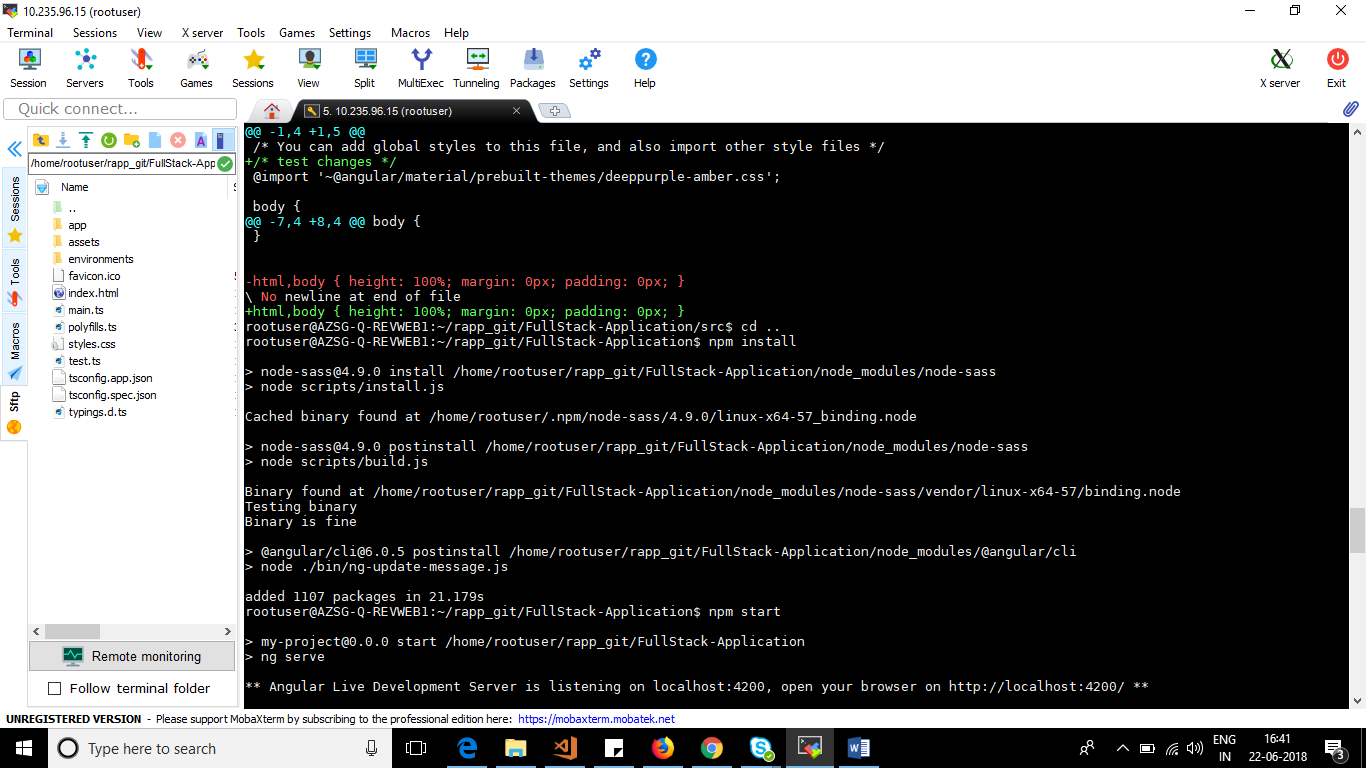 10.235.96.15 (rootuser)
Terminal Sessions View X server Tools Games Settings Macros Help
Session Servers Tools Games Sessions View Split MultiExec Tunneling Packages Settings Help X server Exit
Quick connect...
5. 10.235.96.15 (rootuser)
/home/rootuser/rapp_git/FullStack-App
Name
..
app
assets
environments
favicon.ico
index.html
main.ts
polyfills.ts
styles.css
test.ts
tsconfig.app.json
tsconfig.spec.json
typings.d.ts
Sessions
Tools
Macros
Sftp
Remote monitoring
Follow terminal folder
@@ -1,4 +1,5 @@
/* You can add global styles to this file, and also import other style files */
+/* test changes */
@import '~@angular/material/prebuilt-themes/deeppurple-amber.css';
body {
@@ -7,4 +8,4 @@ body {
}
-html,body { height: 100%; margin: 0px; padding: 0px; }
\ No newline at end of file
+html,body { height: 100%; margin: 0px; padding: 0px; }
rootuser@AZSG-Q-REVWEB1:~/rapp_git/FullStack-Application/src$ cd ..
rootuser@AZSG-Q-REVWEB1:~/rapp_git/FullStack-Application$ npm install
> node-sass@4.9.0 install /home/rootuser/rapp_git/FullStack-Application/node_modules/node-sass
> node scripts/install.js
Cached binary found at /home/rootuser/.npm/node-sass/4.9.0/linux-x64-57_binding.node
> node-sass@4.9.0 postinstall /home/rootuser/rapp_git/FullStack-Application/node_modules/node-sass
> node scripts/build.js
Binary found at /home/rootuser/rapp_git/FullStack-Application/node_modules/node-sass/vendor/linux-x64-57/binding.node
Testing binary
Binary is fine
> @angular/cli@6.0.5 postinstall /home/rootuser/rapp_git/FullStack-Application/node_modules/@angular/cli
> node ./bin/ng-update-message.js
added 1107 packages in 21.179s
rootuser@AZSG-Q-REVWEB1:~/rapp_git/FullStack-Application$ npm start
> my-project@0.0.0 start /home/rootuser/rapp_git/FullStack-Application
> ng serve
** Angular Live Development Server is listening on localhost:4200, open your browser on http://localhost:4200/ **
UNREGISTERED VERSION - Please support MobaXterm by subscribing to the professional edition here: https://mobaxterm.mobatek.net
Type here to search
ENG
IN
16:41
22-06-2018
3